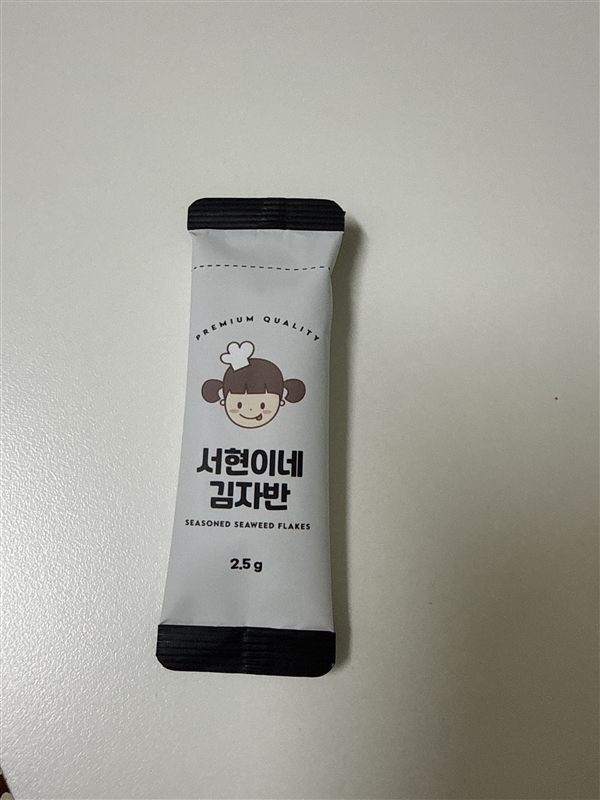 PREMIUM QUALITY
서현이네
김자반
SEASONED SEAWEED FLAKES
2.5 g